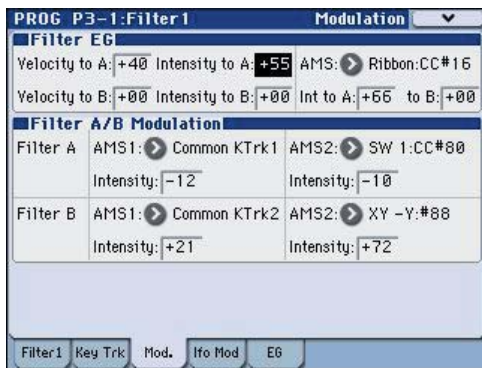 PROG P3-1:Filter1 Modulation
Filter EG
Velocity to A: +40 Intensity to A: +55 AMS: Ribbon:CC#16
Velocity to B: +00 Intensity to B: +00 Int to A: +66 to B: +00
Filter A/B Modulation
Filter A AMS1: Common KTrk1 AMS2: SW 1:CC#80
Intensity: -12 Intensity: -10
Filter B AMS1: Common KTrk2 AMS2: XY -Y:#88
Intensity: +21 Intensity: +72
Filter1 Key Trk Mod. lfo Mod EG